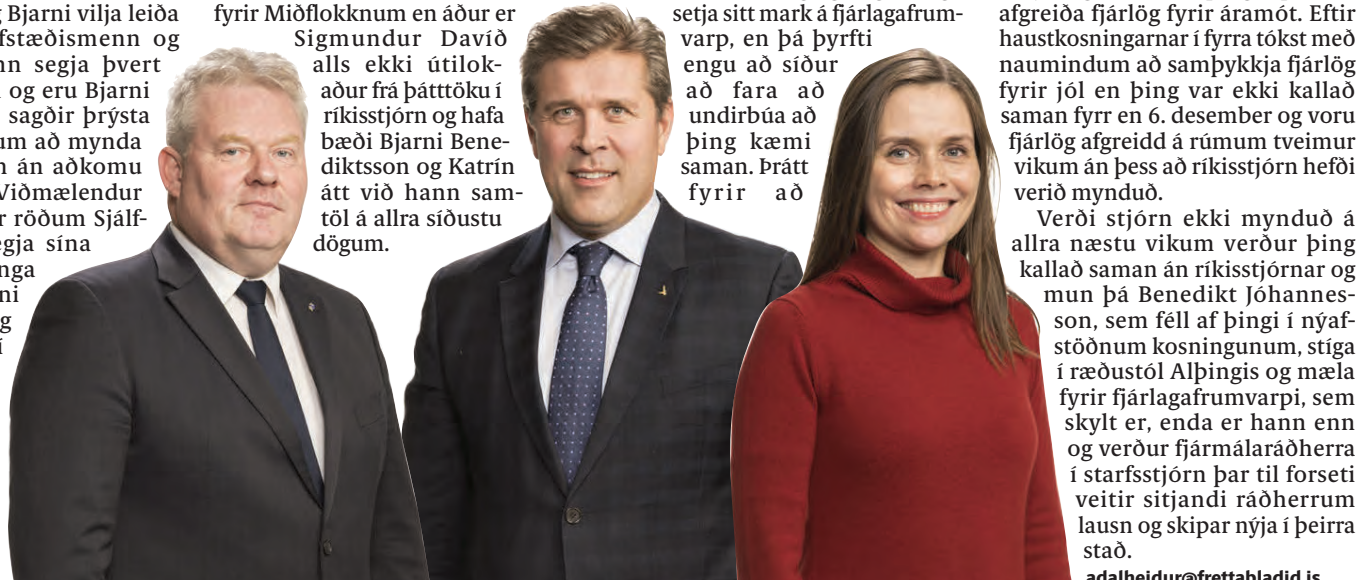 Bjarni vilja leiða
fstæðismenn og
nn segja þvert
og eru Bjarni
sagðir þrýsta
um að mynda
n án aðkomu
Viðmælendur
r röðum Sjálf-
egja sína
nga
ni
g
í
fyrir Miðflokknum en áður er
Sigmundur Davíð
alls ekki útilok-
aður frá þátttöku í
ríkisstjórn og hafa
bæði Bjarni Bene-
diktsson og Katrín
átt við hann sam-
töl á allra síðustu
dögum.
setja sitt mark á fjárlagafrum-
varp, en þá þyrfti
engu að síður
að fara að
undirbúa að
þing kæmi
saman. Þrátt
fyrir að
afgreiða fjárlög fyrir áramót. Eftir
haustkosningarnar í fyrra tókst með
naumindum að samþykkja fjárlög
fyrir jól en þing var ekki kallað
saman fyrr en 6. desember og voru
fjárlög afgreidd á rúmum tveimur
vikum án þess að ríkisstjórn hefði
verið mynduð.
Verði stjórn ekki mynduð á
allra næstu vikum verður þing
kallað saman án ríkisstjórnar og
mun þá Benedikt Jóhannes-
son, sem féll af þingi í nýaf-
stöðnum kosningunum, stíga
í ræðustól Alþingis og mæla
fyrir fjárlagafrumvarpi, sem
skylt er, enda er hann enn
og verður fjármálaráðherra
í starfsstjórn þar til forseti
veitir sitjandi ráðherrum
lausn og skipar nýja í þeirra
stað.
adalheidur@frettabladid.is